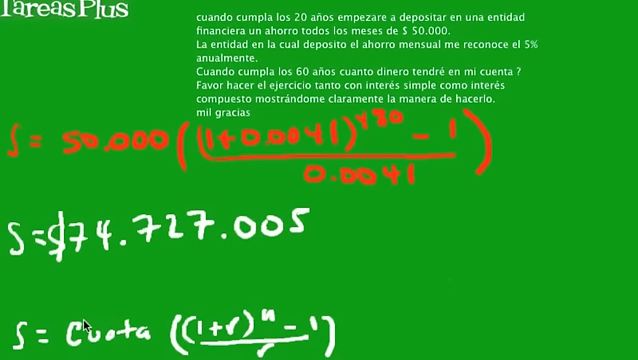 TareasPlus
cuando cumpla los 20 años empezare a depositar en una entidad
financiera un ahorro todos los meses de $ 50.000.
La entidad en la cual deposito el ahorro mensual me reconoce el 5%
anualmente.
Cuando cumpla los 60 años cuanto dinero tendré en mi cuenta ?
Favor hacer el ejercicio tanto con interés simple como interés
compuesto mostrándome claramente la manera de hacerlo.
mil gracias
S = 50.000 ( (1+0.0041)^480 - 1 / 0.0041 )
S = $74.727.005
S = Cuota ( (1+r)^n - 1 / r )